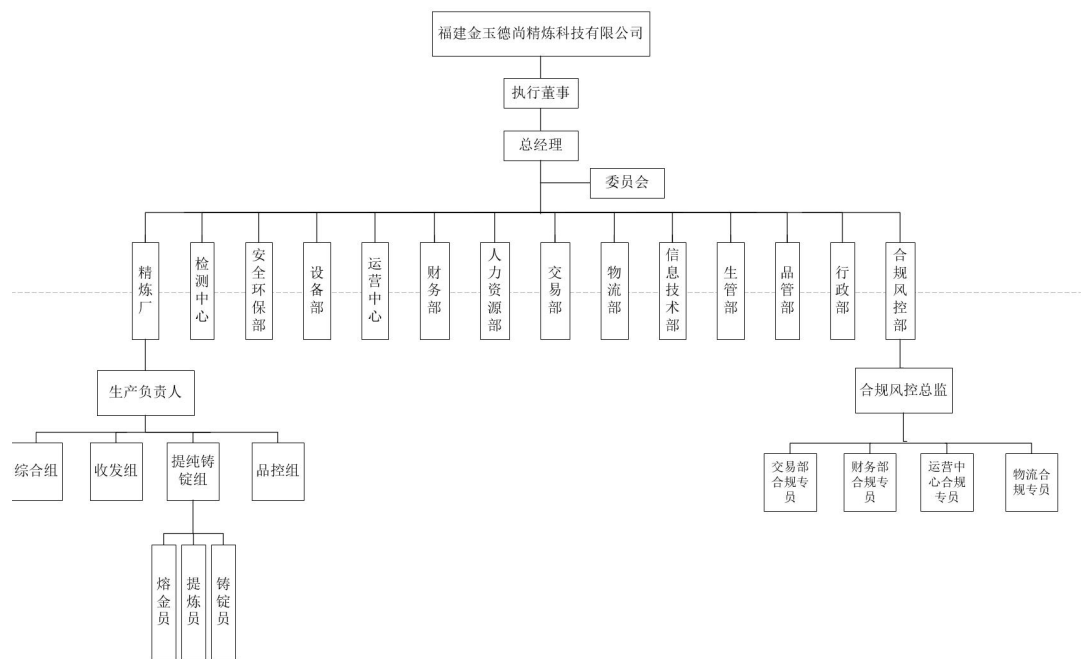 福建金玉德尚精炼科技有限公司
执行董事
总经理
委员会
精炼厂
检测中心
安全环保部
设备部
运营中心
财务部
人力资源部
交易部
物流部
信息技术部
生管部
品管部
行政部
合规风控部
生产负责人
合规风控总监
综合组
收发组
提纯铸
锭组
品控组
交易部
合规专
员
财务部
合规专
员
运营中
心合规
专员
物流合
规专员
熔金员
提炼员
铸锭员